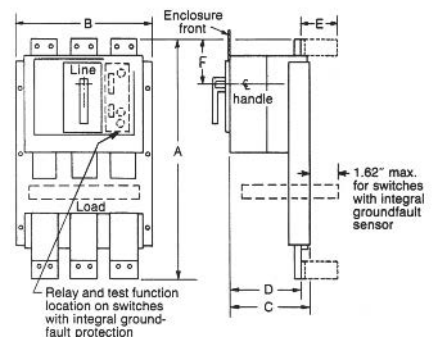 B
Enclosure
front
E
Line
F
℄
handle
A
1.62" max.
for switches
with integral
groundfault
sensor
Load
D
C
Relay and test function
location on switches
with integral ground-
fault protection